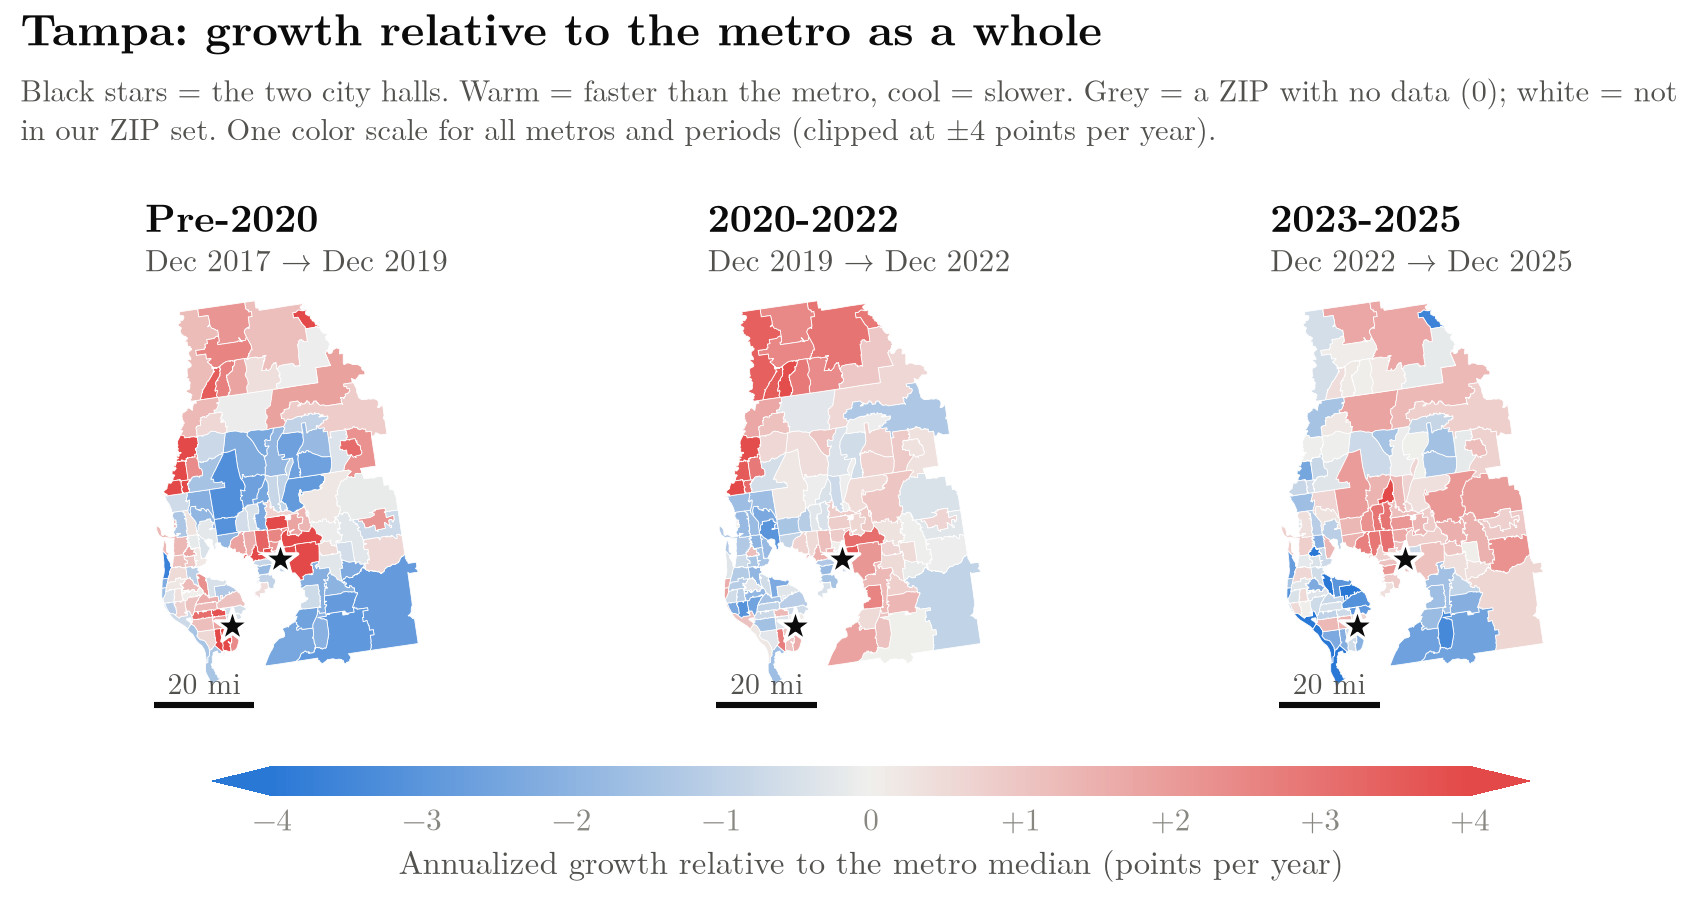 Tampa: growth relative to the metro as a whole
Black stars = the two city halls. Warm = faster than the metro, cool = slower. Grey = a ZIP with no data (0); white = not
in our ZIP set. One color scale for all metros and periods (clipped at ±4 points per year).
Pre-2020
Dec 2017 → Dec 2019
20 mi
2020-2022
Dec 2019 → Dec 2022
20 mi
2023-2025
Dec 2022 → Dec 2025
20 mi
−4 −3 −2 −1 0 +1 +2 +3 +4
Annualized growth relative to the metro median (points per year)